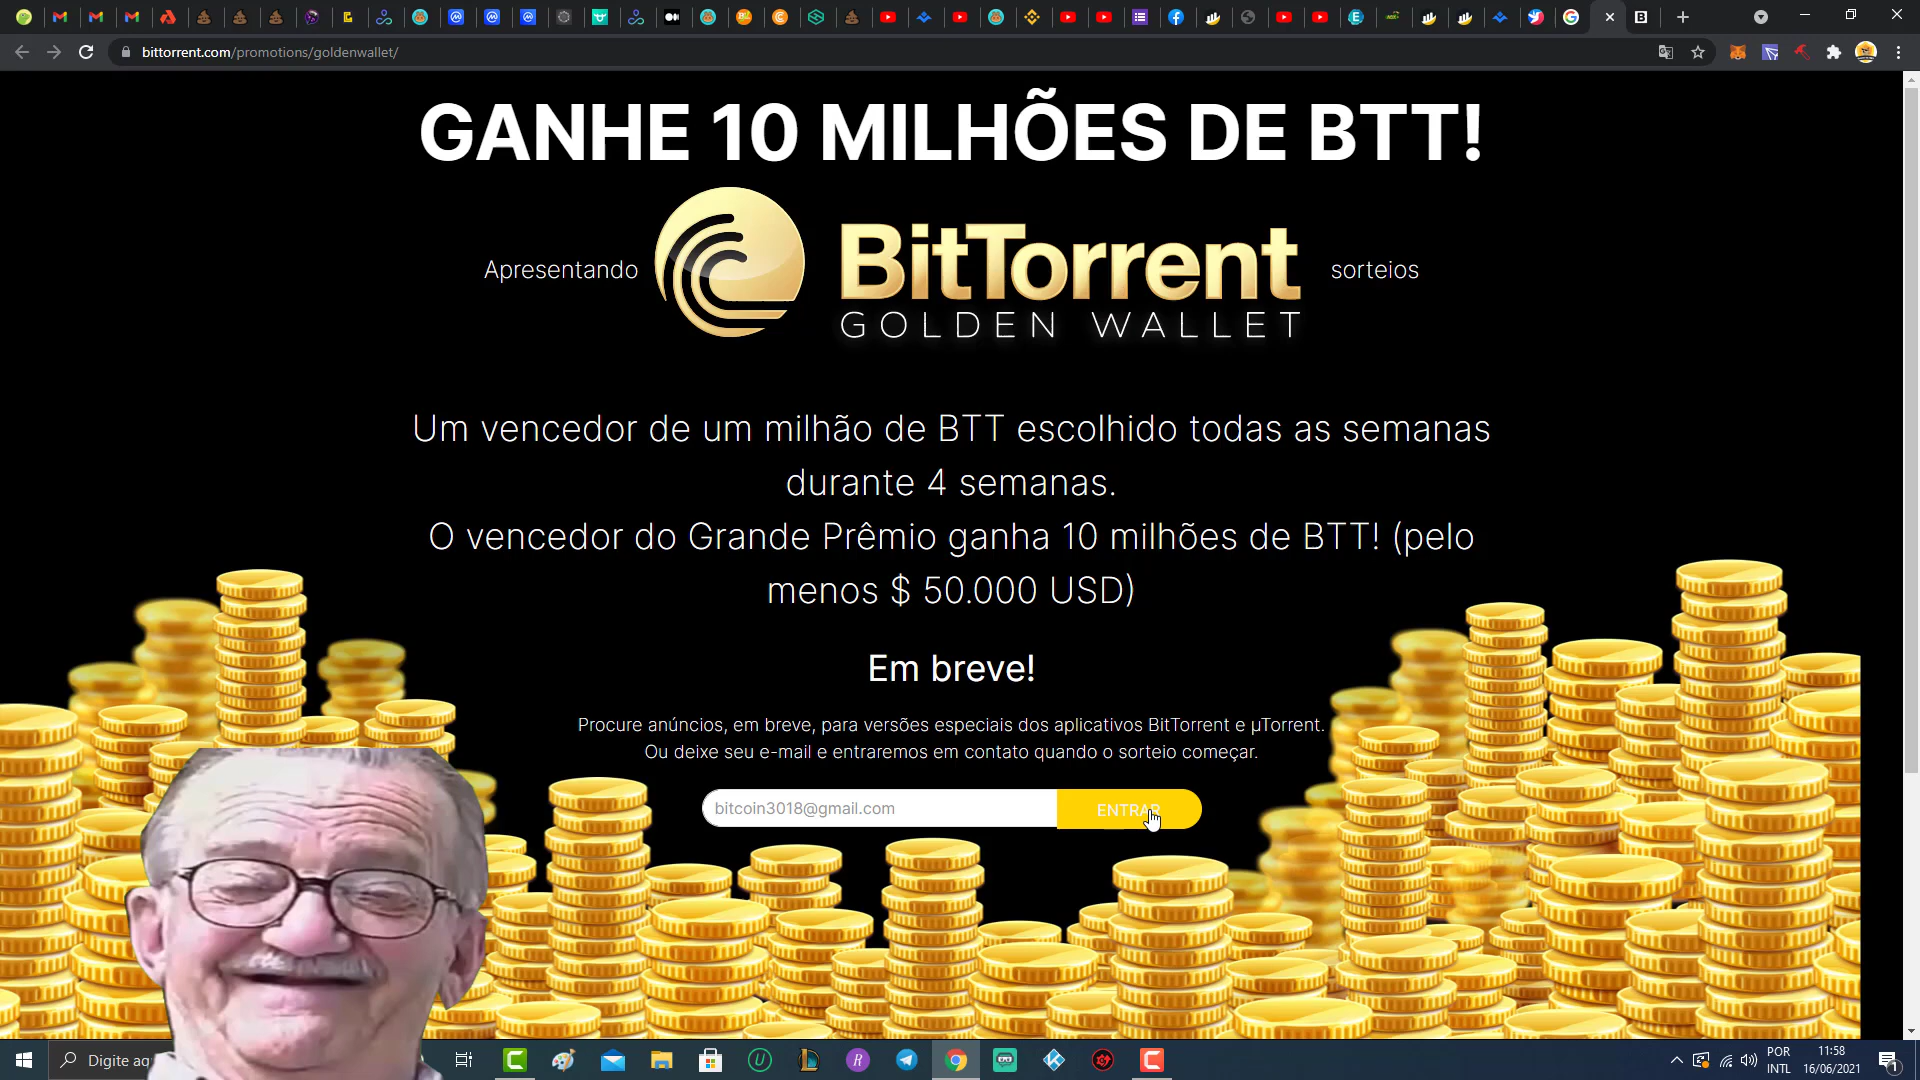 bittorrent.com/promotions/goldenwallet/
GANHE 10 MILHÕES DE BTT!
Apresentando
BitTorrent
GOLDEN WALLET
sorteios
Um vencedor de um milhão de BTT escolhido todas as semanas
durante 4 semanas.
O vencedor do Grande Prêmio ganha 10 milhões de BTT! (pelo
menos $ 50.000 USD)
Em breve!
Procure anúncios, em breve, para versões especiais dos aplicativos BitTorrent e µTorrent.
Ou deixe seu e-mail e entraremos em contato quando o sorteio começar.
bitcoin3018@gmail.com
ENTRAR
Digite aq
POR
INTL
11:58
16/06/2021
1